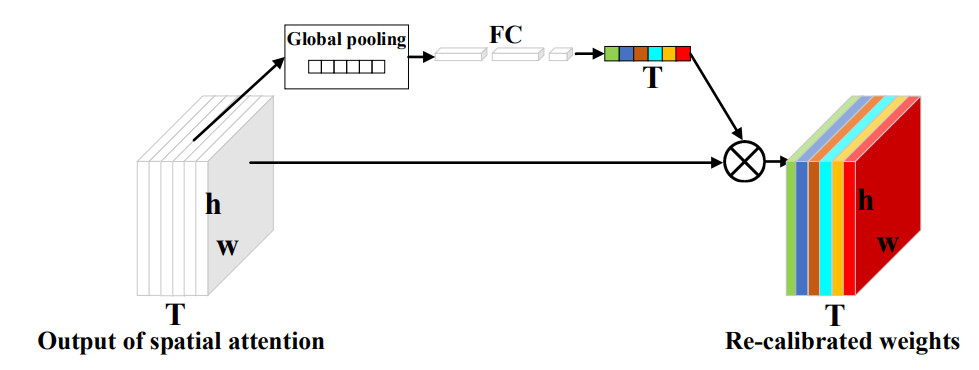 Global pooling
FC
T
h
w
T
Output of spatial attention
h
w
T
Re-calibrated weights